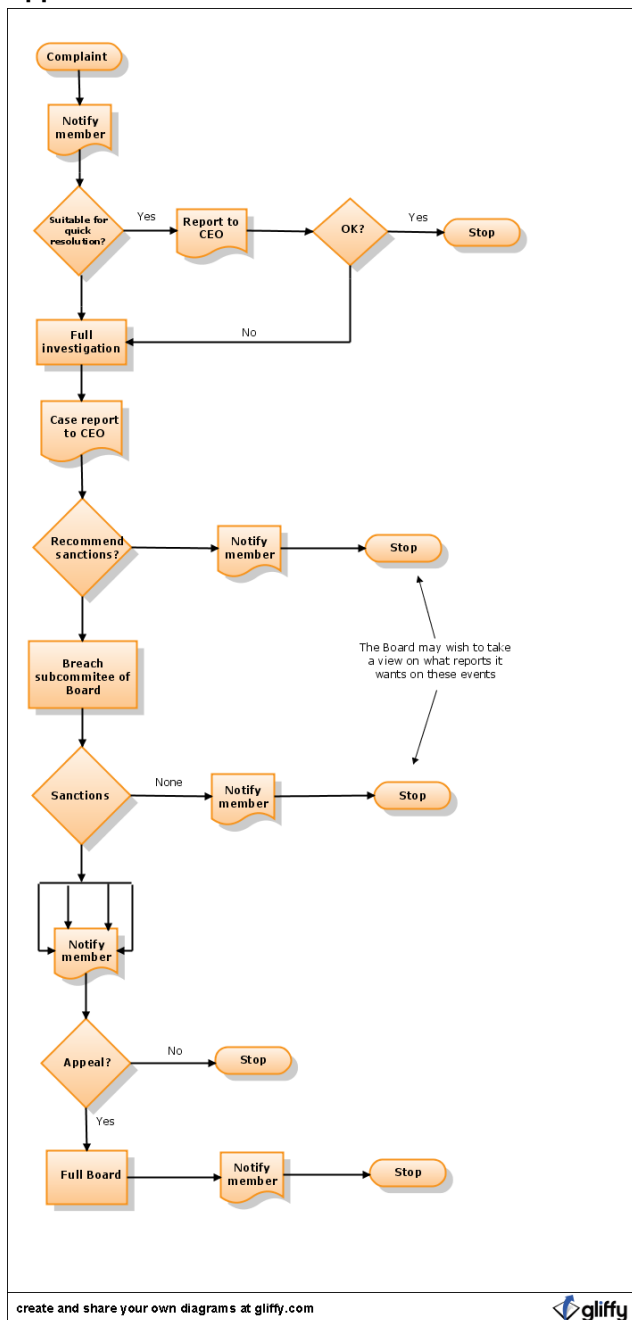 Complaint
Notify
member
Suitable for
quick
resolution?
Yes
Report to
CEO
OK?
Yes
Stop
No
Full
investigation
Case report
to CEO
Recommend
sanctions?
Notify
member
Stop
The Board may wish to take
a view on what reports it
wants on these events
Breach
subcommitee of
Board
Sanctions
None
Notify
member
Stop
Notify
member
Appeal?
No
Stop
Yes
Full Board
Notify
member
Stop
create and share your own diagrams at gliffy.com
gliffy